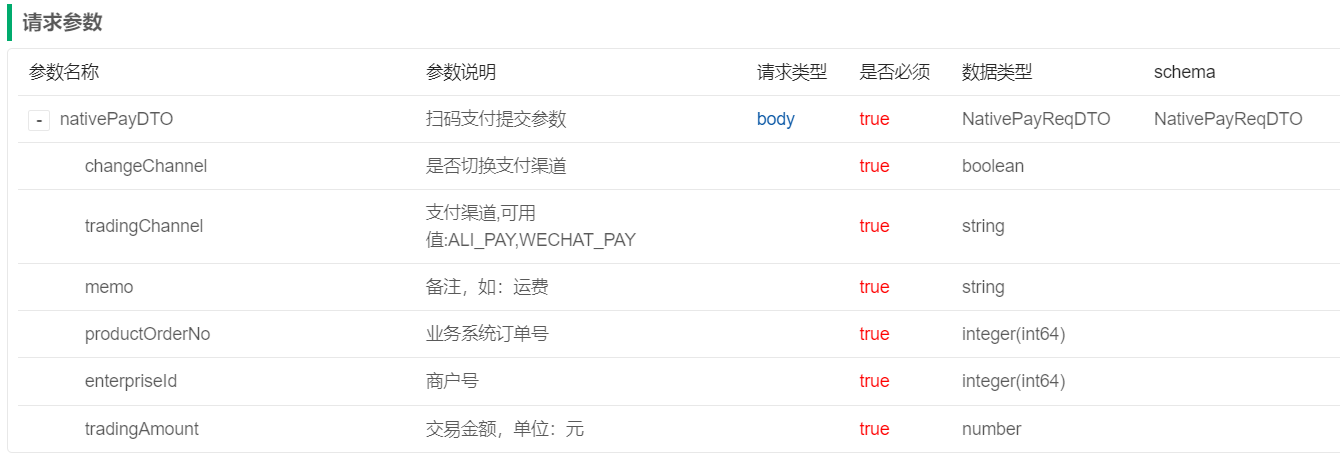 请求参数
参数名称 参数说明 请求类型 是否必须 数据类型 schema
- nativePayDTO 扫码支付提交参数 body true NativePayReqDTO NativePayReqDTO
changeChannel 是否切换支付渠道 true boolean
tradingChannel 支付渠道,可用
值:ALI_PAY,WECHAT_PAY true string
memo 备注，如：运费 true string
productOrderNo 业务系统订单号 true integer(int64)
enterpriseId 商户号 true integer(int64)
tradingAmount 交易金额，单位：元 true number